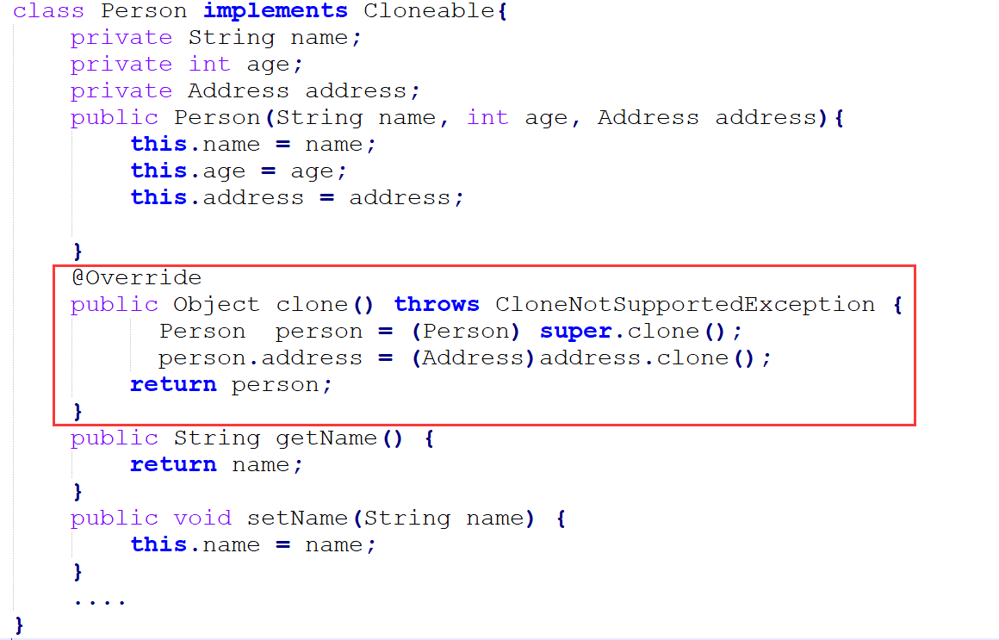 class Person implements Cloneable{
    private String name;
    private int age;
    private Address address;
    public Person(String name, int age, Address address){
        this.name = name;
        this.age = age;
        this.address = address;
    }
    @Override
    public Object clone() throws CloneNotSupportedException {
          Person  person = (Person) super.clone();
          person.address = (Address)address.clone();
        return person;
    }
    public String getName() {
        return name;
    }
    public void setName(String name) {
        this.name = name;
    }
    ....
}